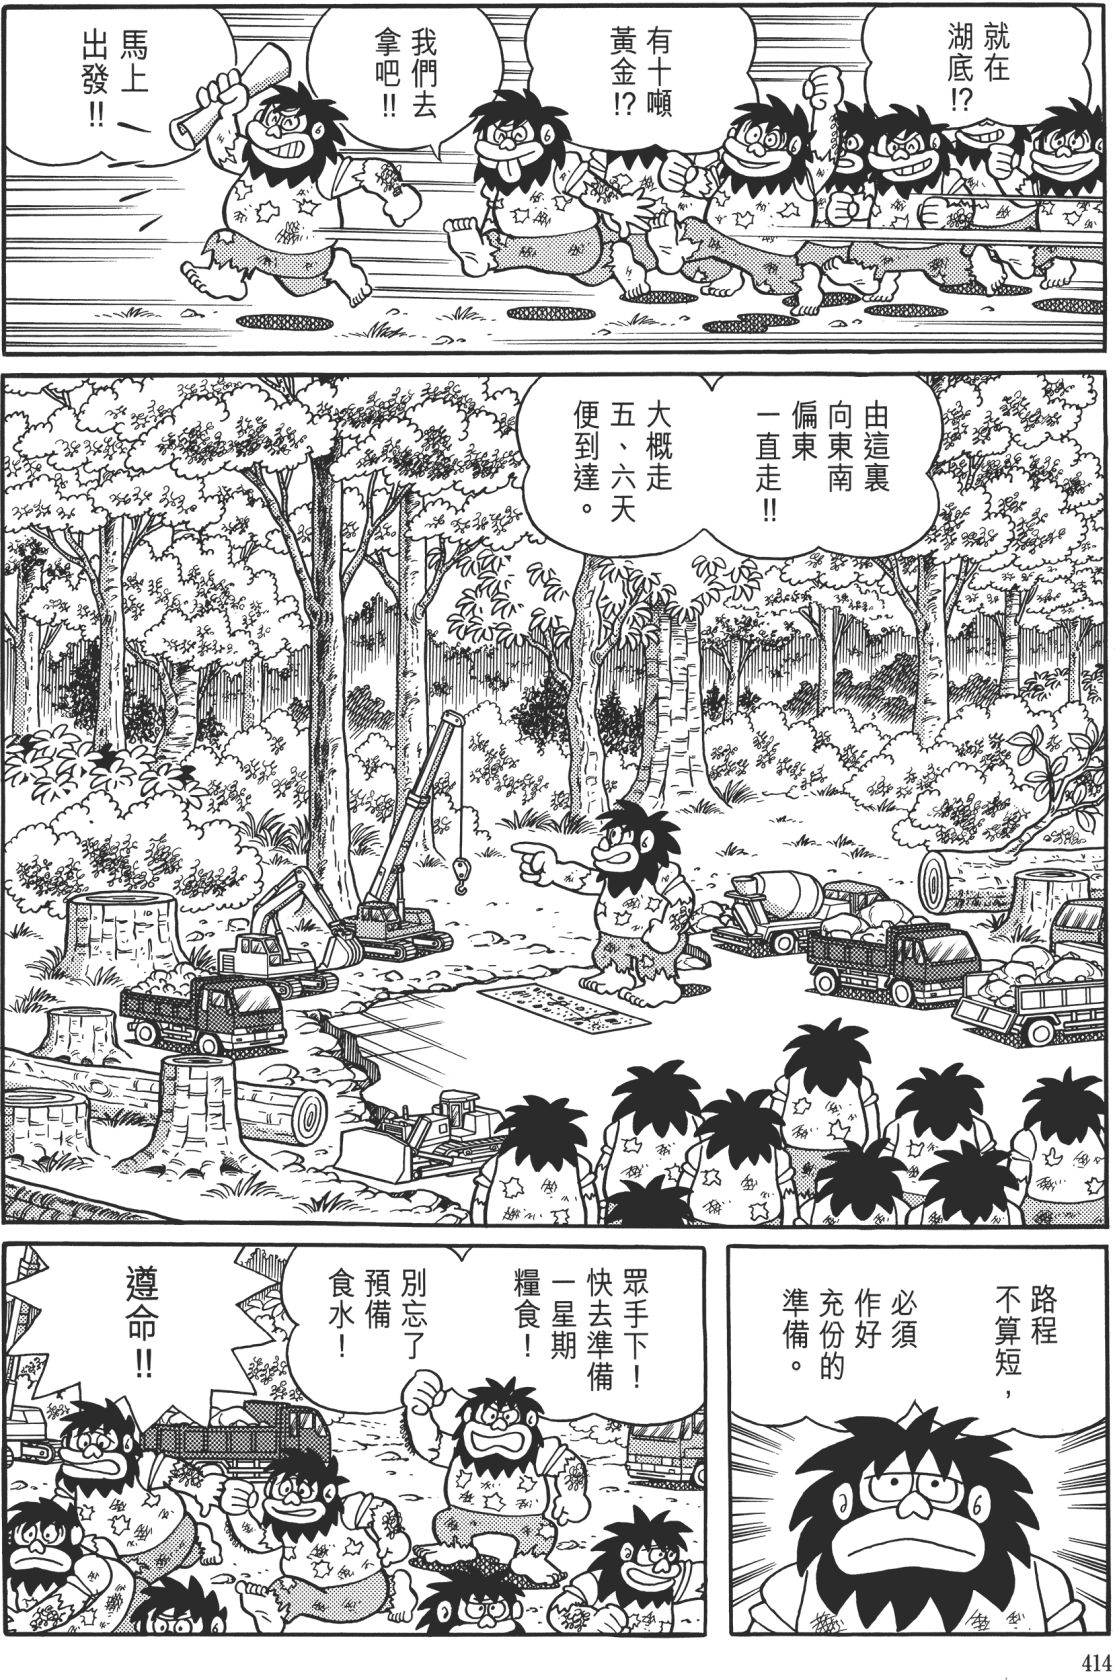 就在
湖底!?
有十噸
黃金!?
我們去
拿吧!!
馬上
出發!!
由這裏
向東南
偏東
一直走!!
大概走
五、六天
便到達。
路程
不算短，
必須
作好
充份的
準備。
眾手下！
快去準備
一星期
糧食！
別忘了
預備
食水！
遵命!!
414